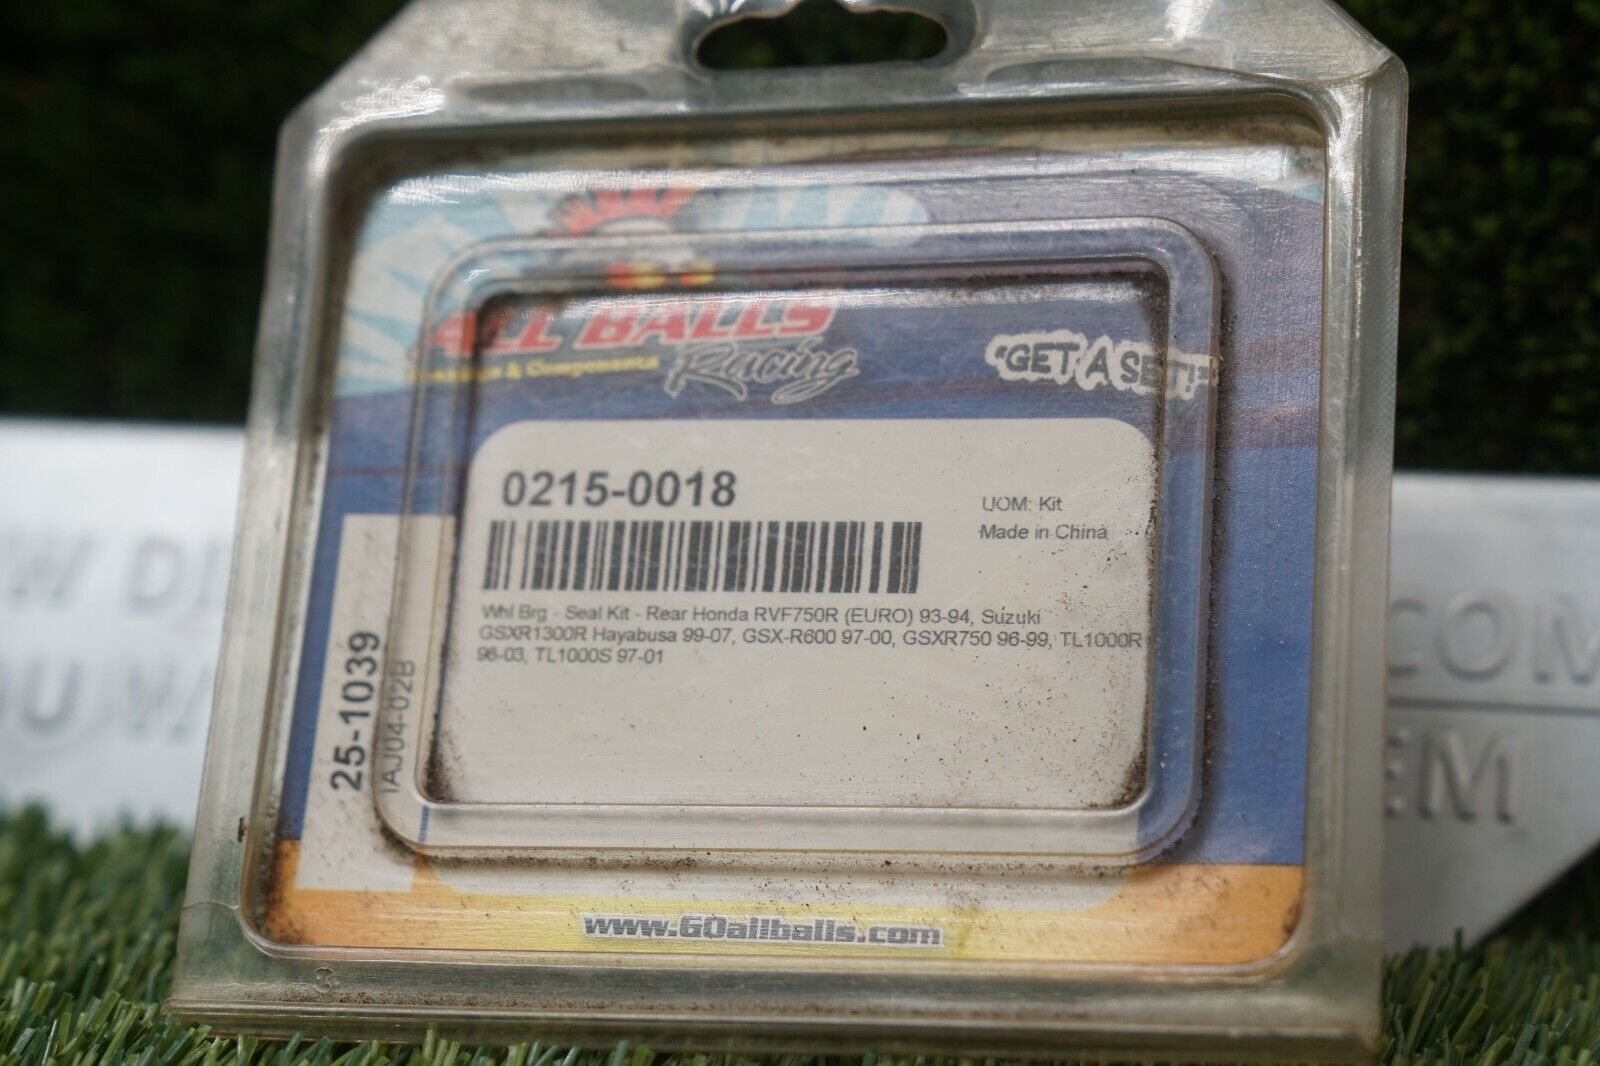 ALL BALLS
Racing
& Components
"GET A SET!"
0215-0018
UOM: Kit
Made in China
Whl Brg - Seal Kit - Rear Honda RVF750R (EURO) 93-94, Suzuki
GSXR1300R Hayabusa 99-07, GSX-R600 97-00, GSXR750 96-99, TL1000R
98-03, TL1000S 97-01
25-1039
IAJ04-02B
www.GOallballs.com